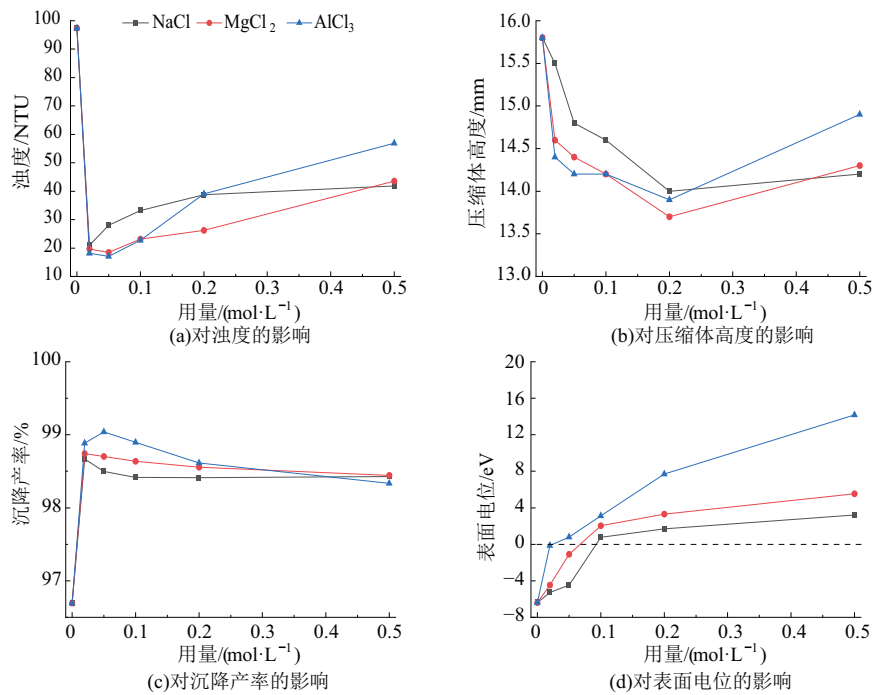 NaCl MgCl₂ AlCl₃
100
90
80
70
60
50
40
30
20
10
浊度/NTU
0 0.1 0.2 0.3 0.4 0.5
用量/(mol·L⁻¹)
(a)对浊度的影响
16.0
15.5
15.0
14.5
14.0
13.5
13.0
压缩体高度/mm
0 0.1 0.2 0.3 0.4 0.5
用量/(mol·L⁻¹)
(b)对压缩体高度的影响
100
99
98
97
沉降产率/%
0 0.1 0.2 0.3 0.4 0.5
用量/(mol·L⁻¹)
(c)对沉降产率的影响
20
16
12
8
4
0
−4
−8
表面电位/eV
0 0.1 0.2 0.3 0.4 0.5
用量/(mol·L⁻¹)
(d)对表面电位的影响